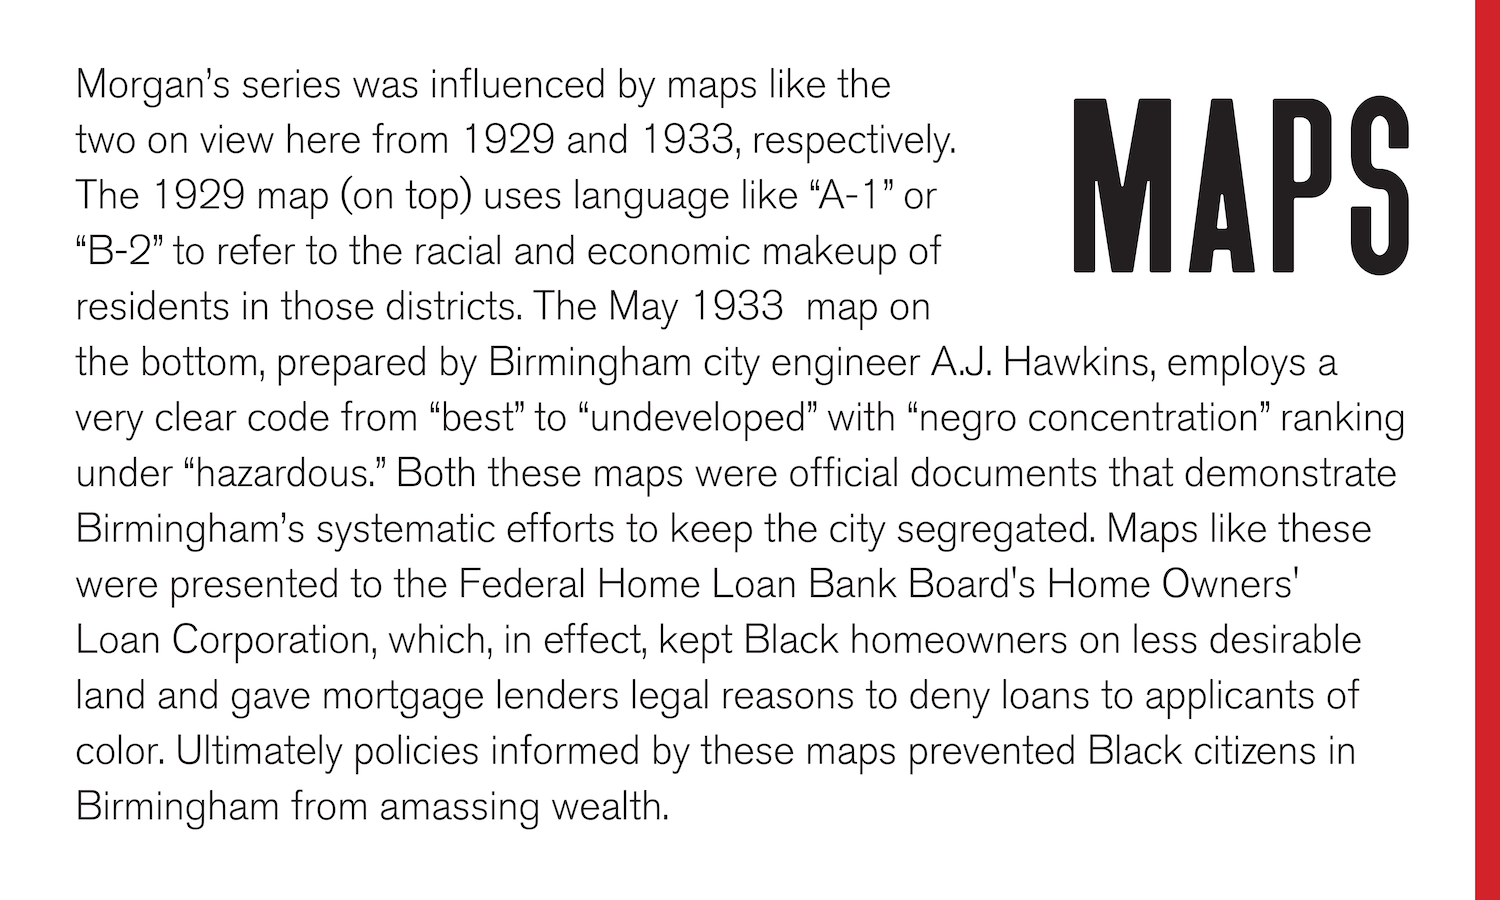 Morgan’s series was influenced by maps like the
two on view here from 1929 and 1933, respectively.
The 1929 map (on top) uses language like “A-1” or
“B-2” to refer to the racial and economic makeup of
residents in those districts. The May 1933  map on
the bottom, prepared by Birmingham city engineer A.J. Hawkins, employs a
very clear code from “best” to “undeveloped” with “negro concentration” ranking
under “hazardous.” Both these maps were official documents that demonstrate
Birmingham’s systematic efforts to keep the city segregated. Maps like these
were presented to the Federal Home Loan Bank Board's Home Owners'
Loan Corporation, which, in effect, kept Black homeowners on less desirable
land and gave mortgage lenders legal reasons to deny loans to applicants of
color. Ultimately policies informed by these maps prevented Black citizens in
Birmingham from amassing wealth.
MAPS